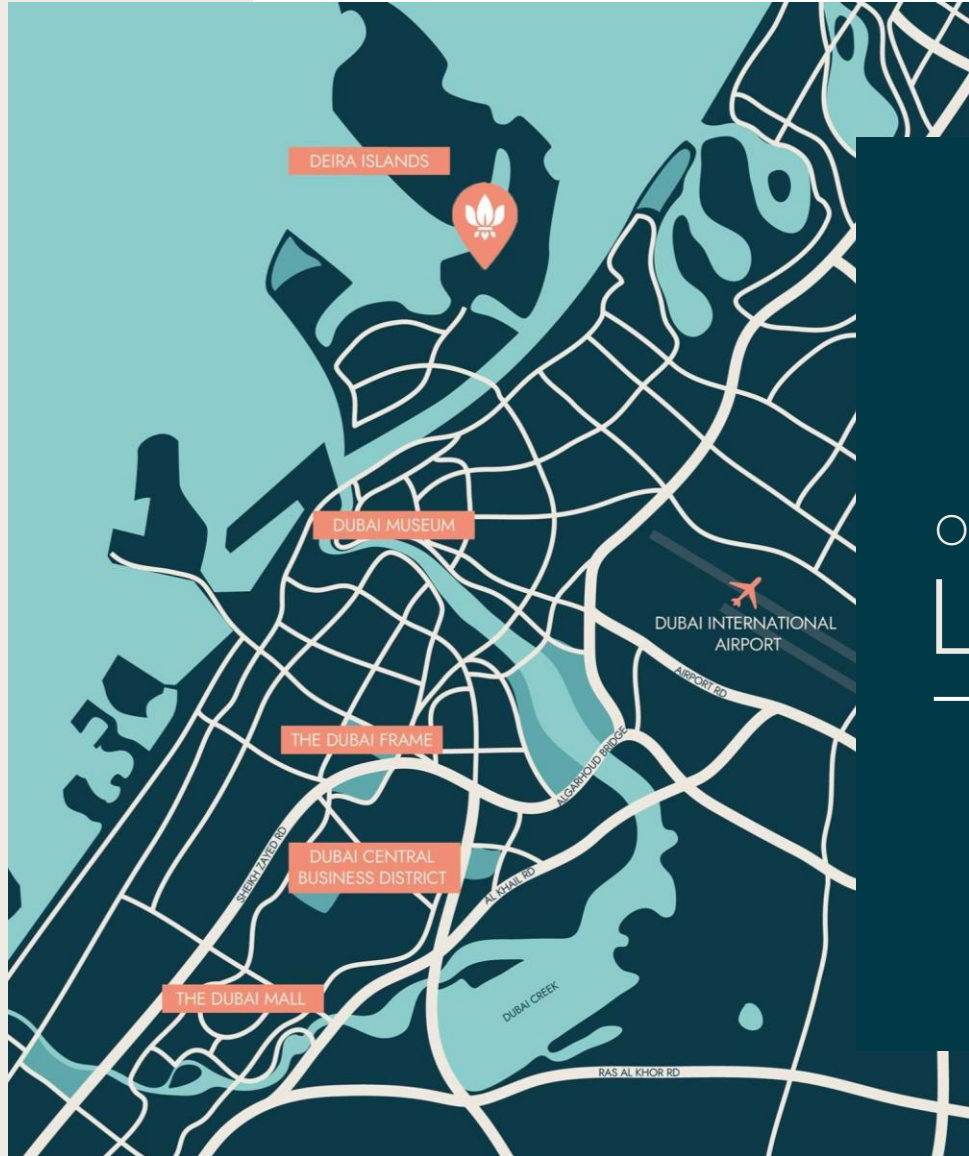 DEIRA ISLANDS
DUBAI MUSEUM
DUBAI INTERNATIONAL
AIRPORT
AIRPORT RD
THE DUBAI FRAME
ALGARHOUD BRIDGE
SHEIKH ZAYED RD
DUBAI CENTRAL
BUSINESS DISTRICT
AL KHAIL RD
THE DUBAI MALL
DUBAI CREEK
RAS AL KHOR RD